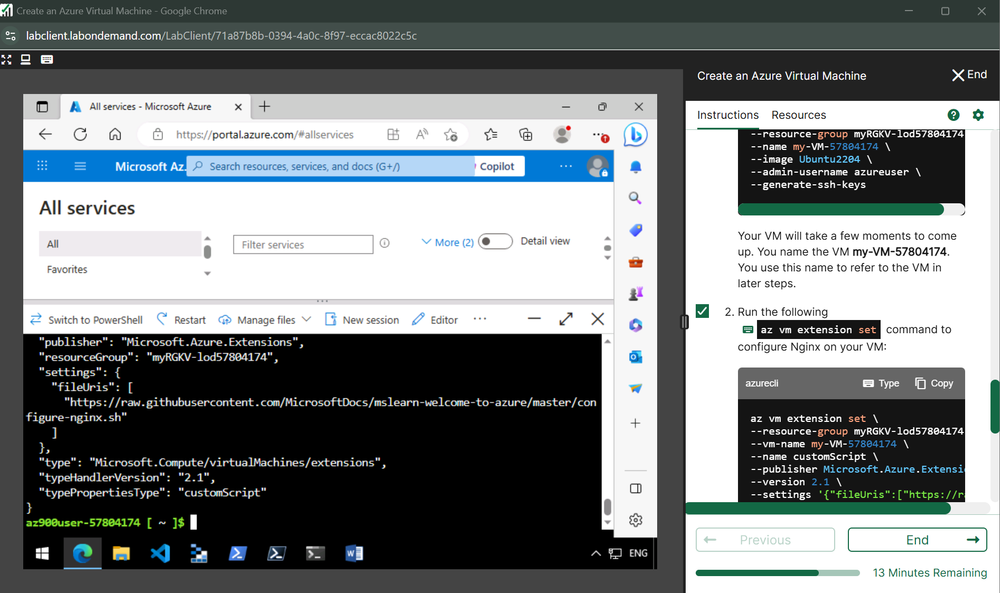 Create an Azure Virtual Machine - Google Chrome
labclient.labondemand.com/LabClient/71a87b8b-0394-4a0c-8f97-eccac8022c5c
All services - Microsoft Azure
https://portal.azure.com/#allservices
Microsoft Az.
Search resources, services, and docs (G+/)
Copilot
All services
All
Favorites
Filter services
More (2)
Detail view
Switch to PowerShell
Restart
Manage files
New session
Editor
"publisher": "Microsoft.Azure.Extensions",
"resourceGroup": "myRGKV-lod57804174",
"settings": {
"fileUris": [
"https://raw.githubusercontent.com/MicrosoftDocs/mslearn-welcome-to-azure/master/con
figure-nginx.sh"
]
},
"type": "Microsoft.Compute/virtualMachines/extensions",
"typeHandlerVersion": "2.1",
"typePropertiesType": "customScript"
}
az900user-57804174 [ ~ ]$
ENG
Create an Azure Virtual Machine
End
Instructions
Resources
--resource-group myRGKV-lod57804174
--name my-VM-57804174 \
--image Ubuntu2204 \
--admin-username azureuser \
--generate-ssh-keys
Your VM will take a few moments to come
up. You name the VM my-VM-57804174.
You use this name to refer to the VM in
later steps.
2. Run the following
az vm extension set command to
configure Nginx on your VM:
azurecli
Type
Copy
az vm extension set \
--resource-group myRGKV-lod57804174
--vm-name my-VM-57804174 \
--name customScript \
--publisher Microsoft.Azure.Extensi
--version 2.1 \
--settings '{"fileUris":["https://r
Previous
End
13 Minutes Remaining